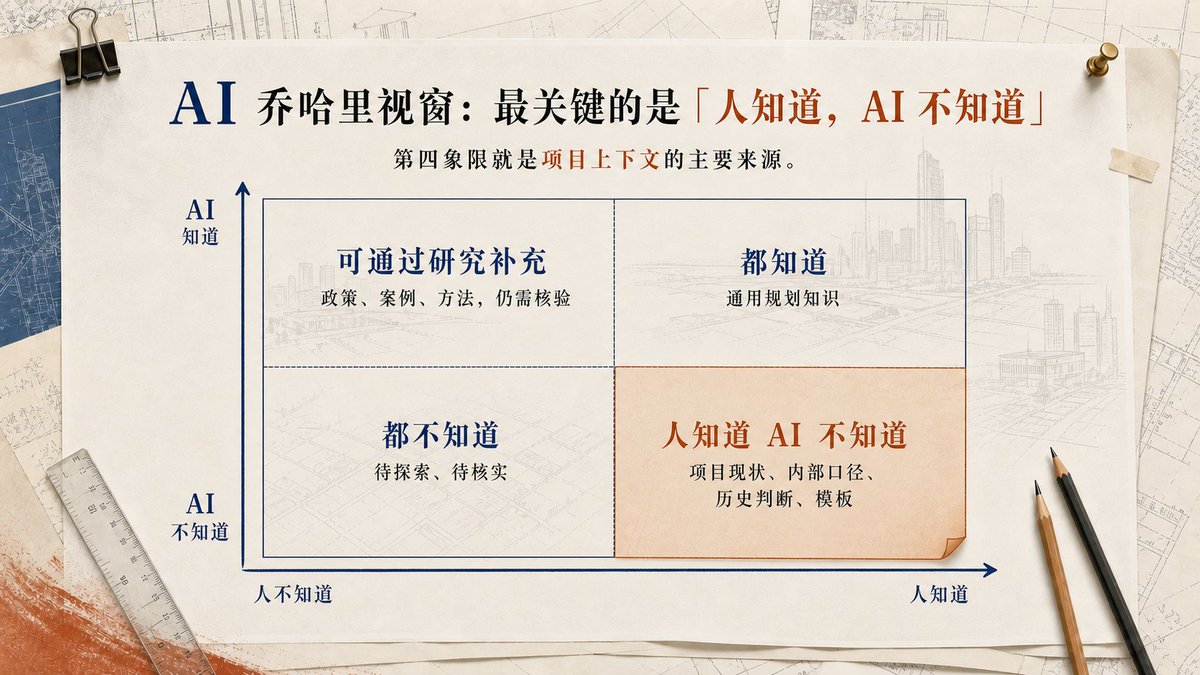 AI 乔哈里视窗：最关键的是「人知道，AI 不知道」
第四象限就是项目上下文的主要来源。
AI
知道
可通过研究补充
政策、案例、方法，仍需核验
都知道
通用规划知识
都不知道
待探索、待核实
人知道 AI 不知道
项目现状、内部口径、
历史判断、模板
AI
不知道
人不知道
人知道